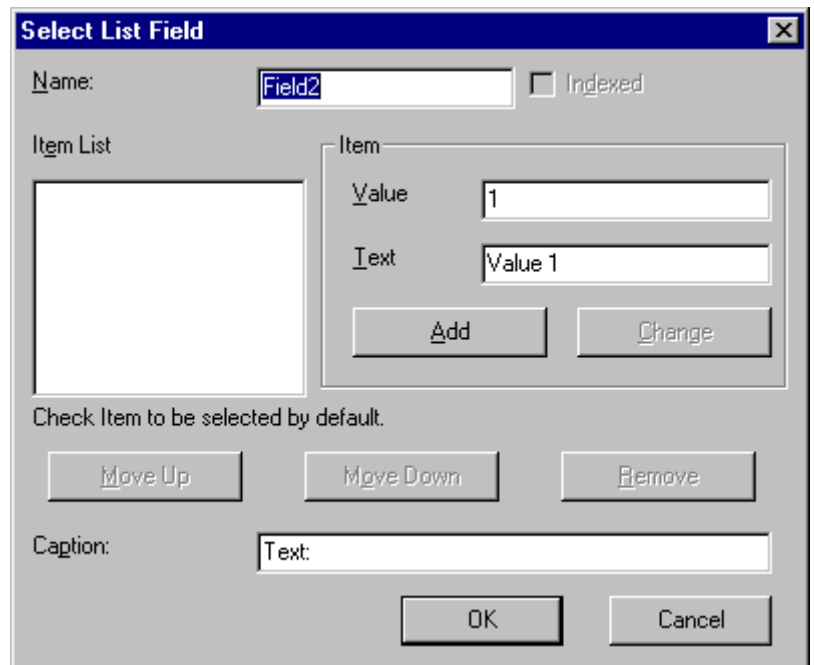 Select List Field
Name: Field2 Indexed
Item List Item
Value 1
Text Value 1
Add Change
Check Item to be selected by default.
Move Up Move Down Remove
Caption: Text:
OK Cancel